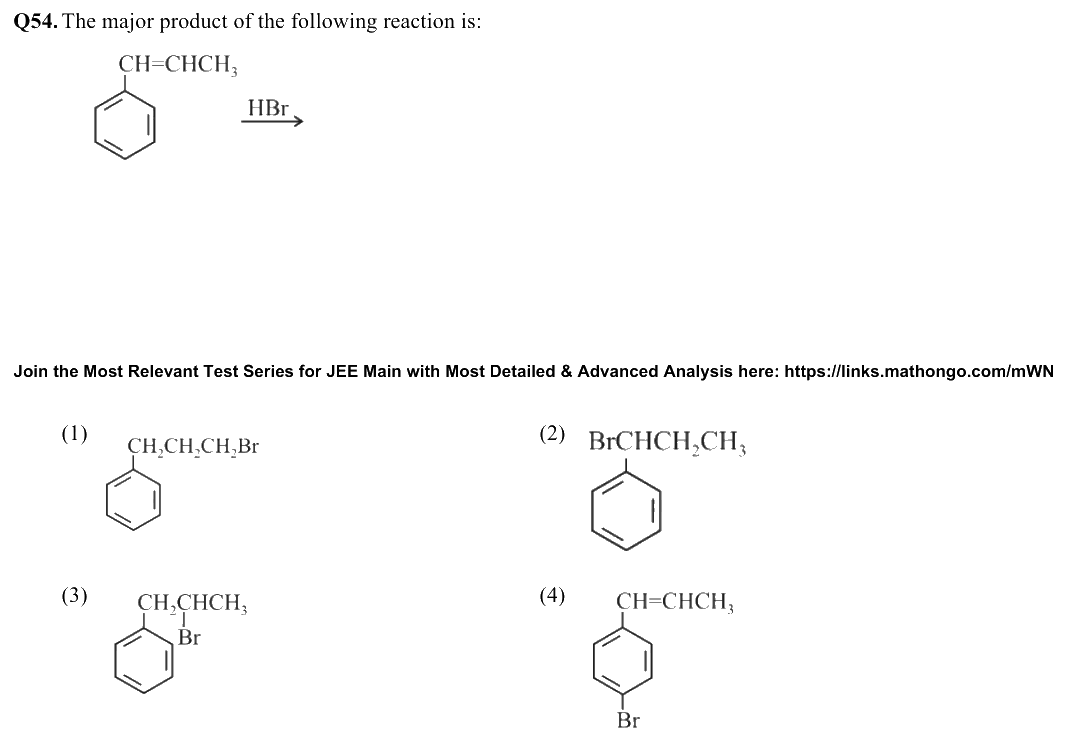 Q54. The major product of the following reaction is:
CH=CHCH₃
HBr
Join the Most Relevant Test Series for JEE Main with Most Detailed & Advanced Analysis here: https://links.mathongo.com/mWN
(1) CH₂CH₂CH₂Br
(2) BrCHCH₂CH₃
(3) CH₂CHCH₃
Br
(4) CH=CHCH₃
Br